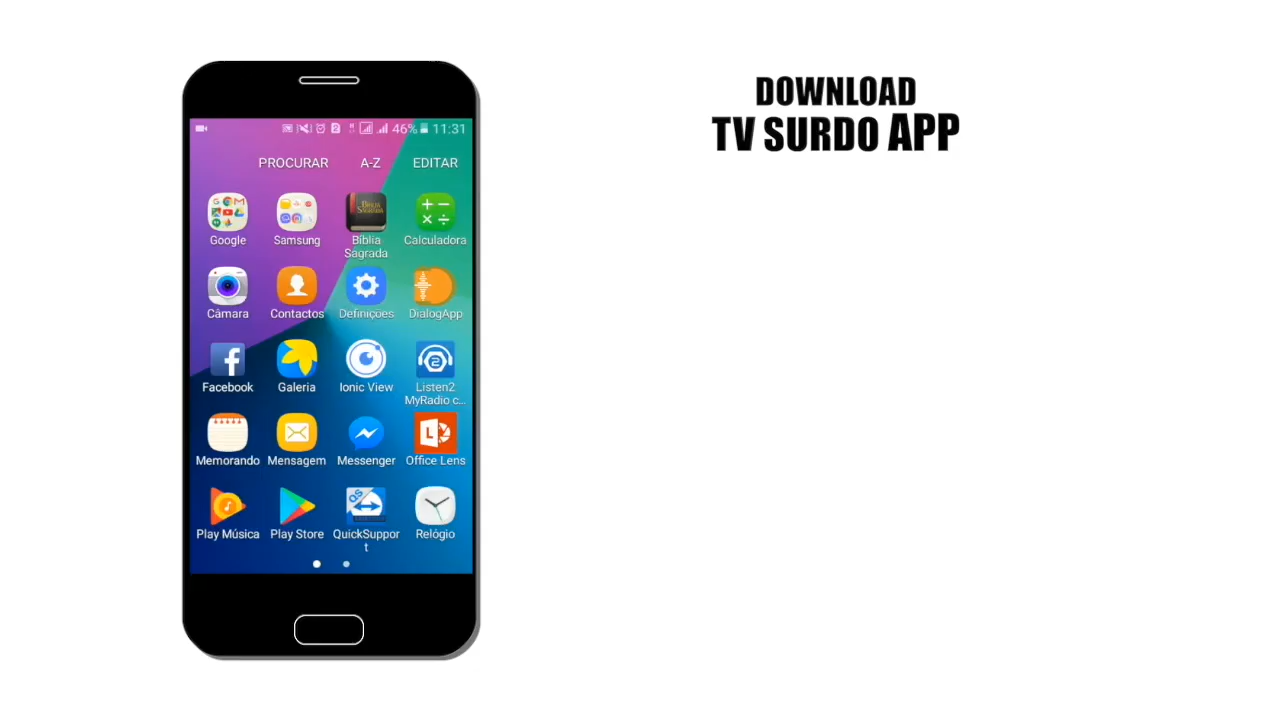 DOWNLOAD
TV SURDO APP
46% 11:31
PROCURAR A-Z EDITAR
Google Samsung Bíblia Sagrada Calculadora
Câmara Contactos Definições DialogApp
Facebook Galeria Ionic View Listen2 MyRadio c...
Memorando Mensagem Messenger Office Lens
Play Música Play Store QuickSupport Relógio